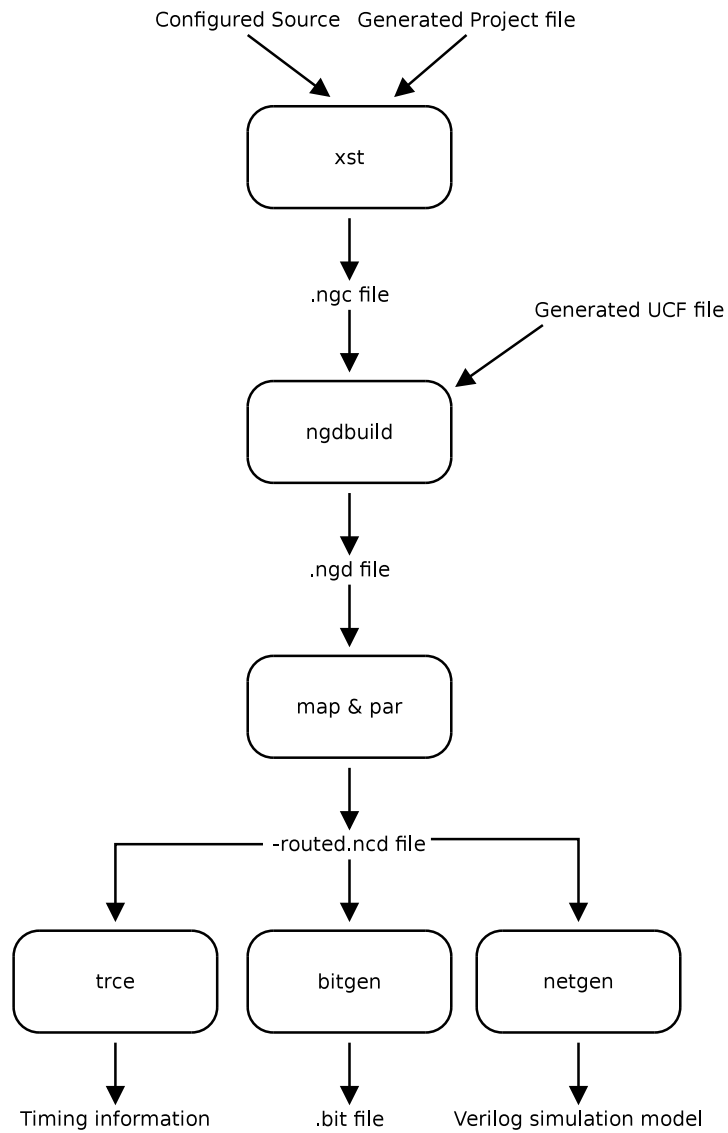 Configured Source
Generated Project file
xst
.ngc file
Generated UCF file
ngdbuild
.ngd file
map & par
-routed.ncd file
trce
bitgen
netgen
Timing information
.bit file
Verilog simulation model